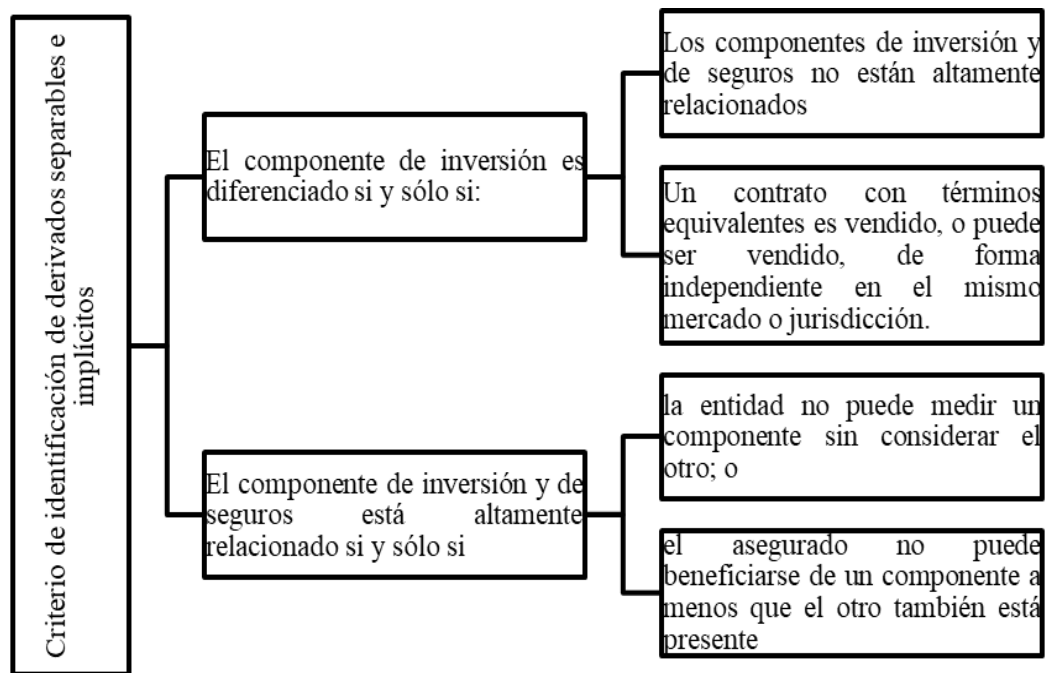 Criterio de identificación de derivados separables e
implícitos
El componente de inversión es
diferenciado si y sólo si:
Los componentes de inversión y
de seguros no están altamente
relacionados
Un contrato con términos
equivalentes es vendido, o puede
ser vendido, de forma
independiente en el mismo
mercado o jurisdicción.
El componente de inversión y de
seguros está altamente
relacionado si y sólo si
la entidad no puede medir un
componente sin considerar el
otro; o
el asegurado no puede
beneficiarse de un componente a
menos que el otro también está
presente